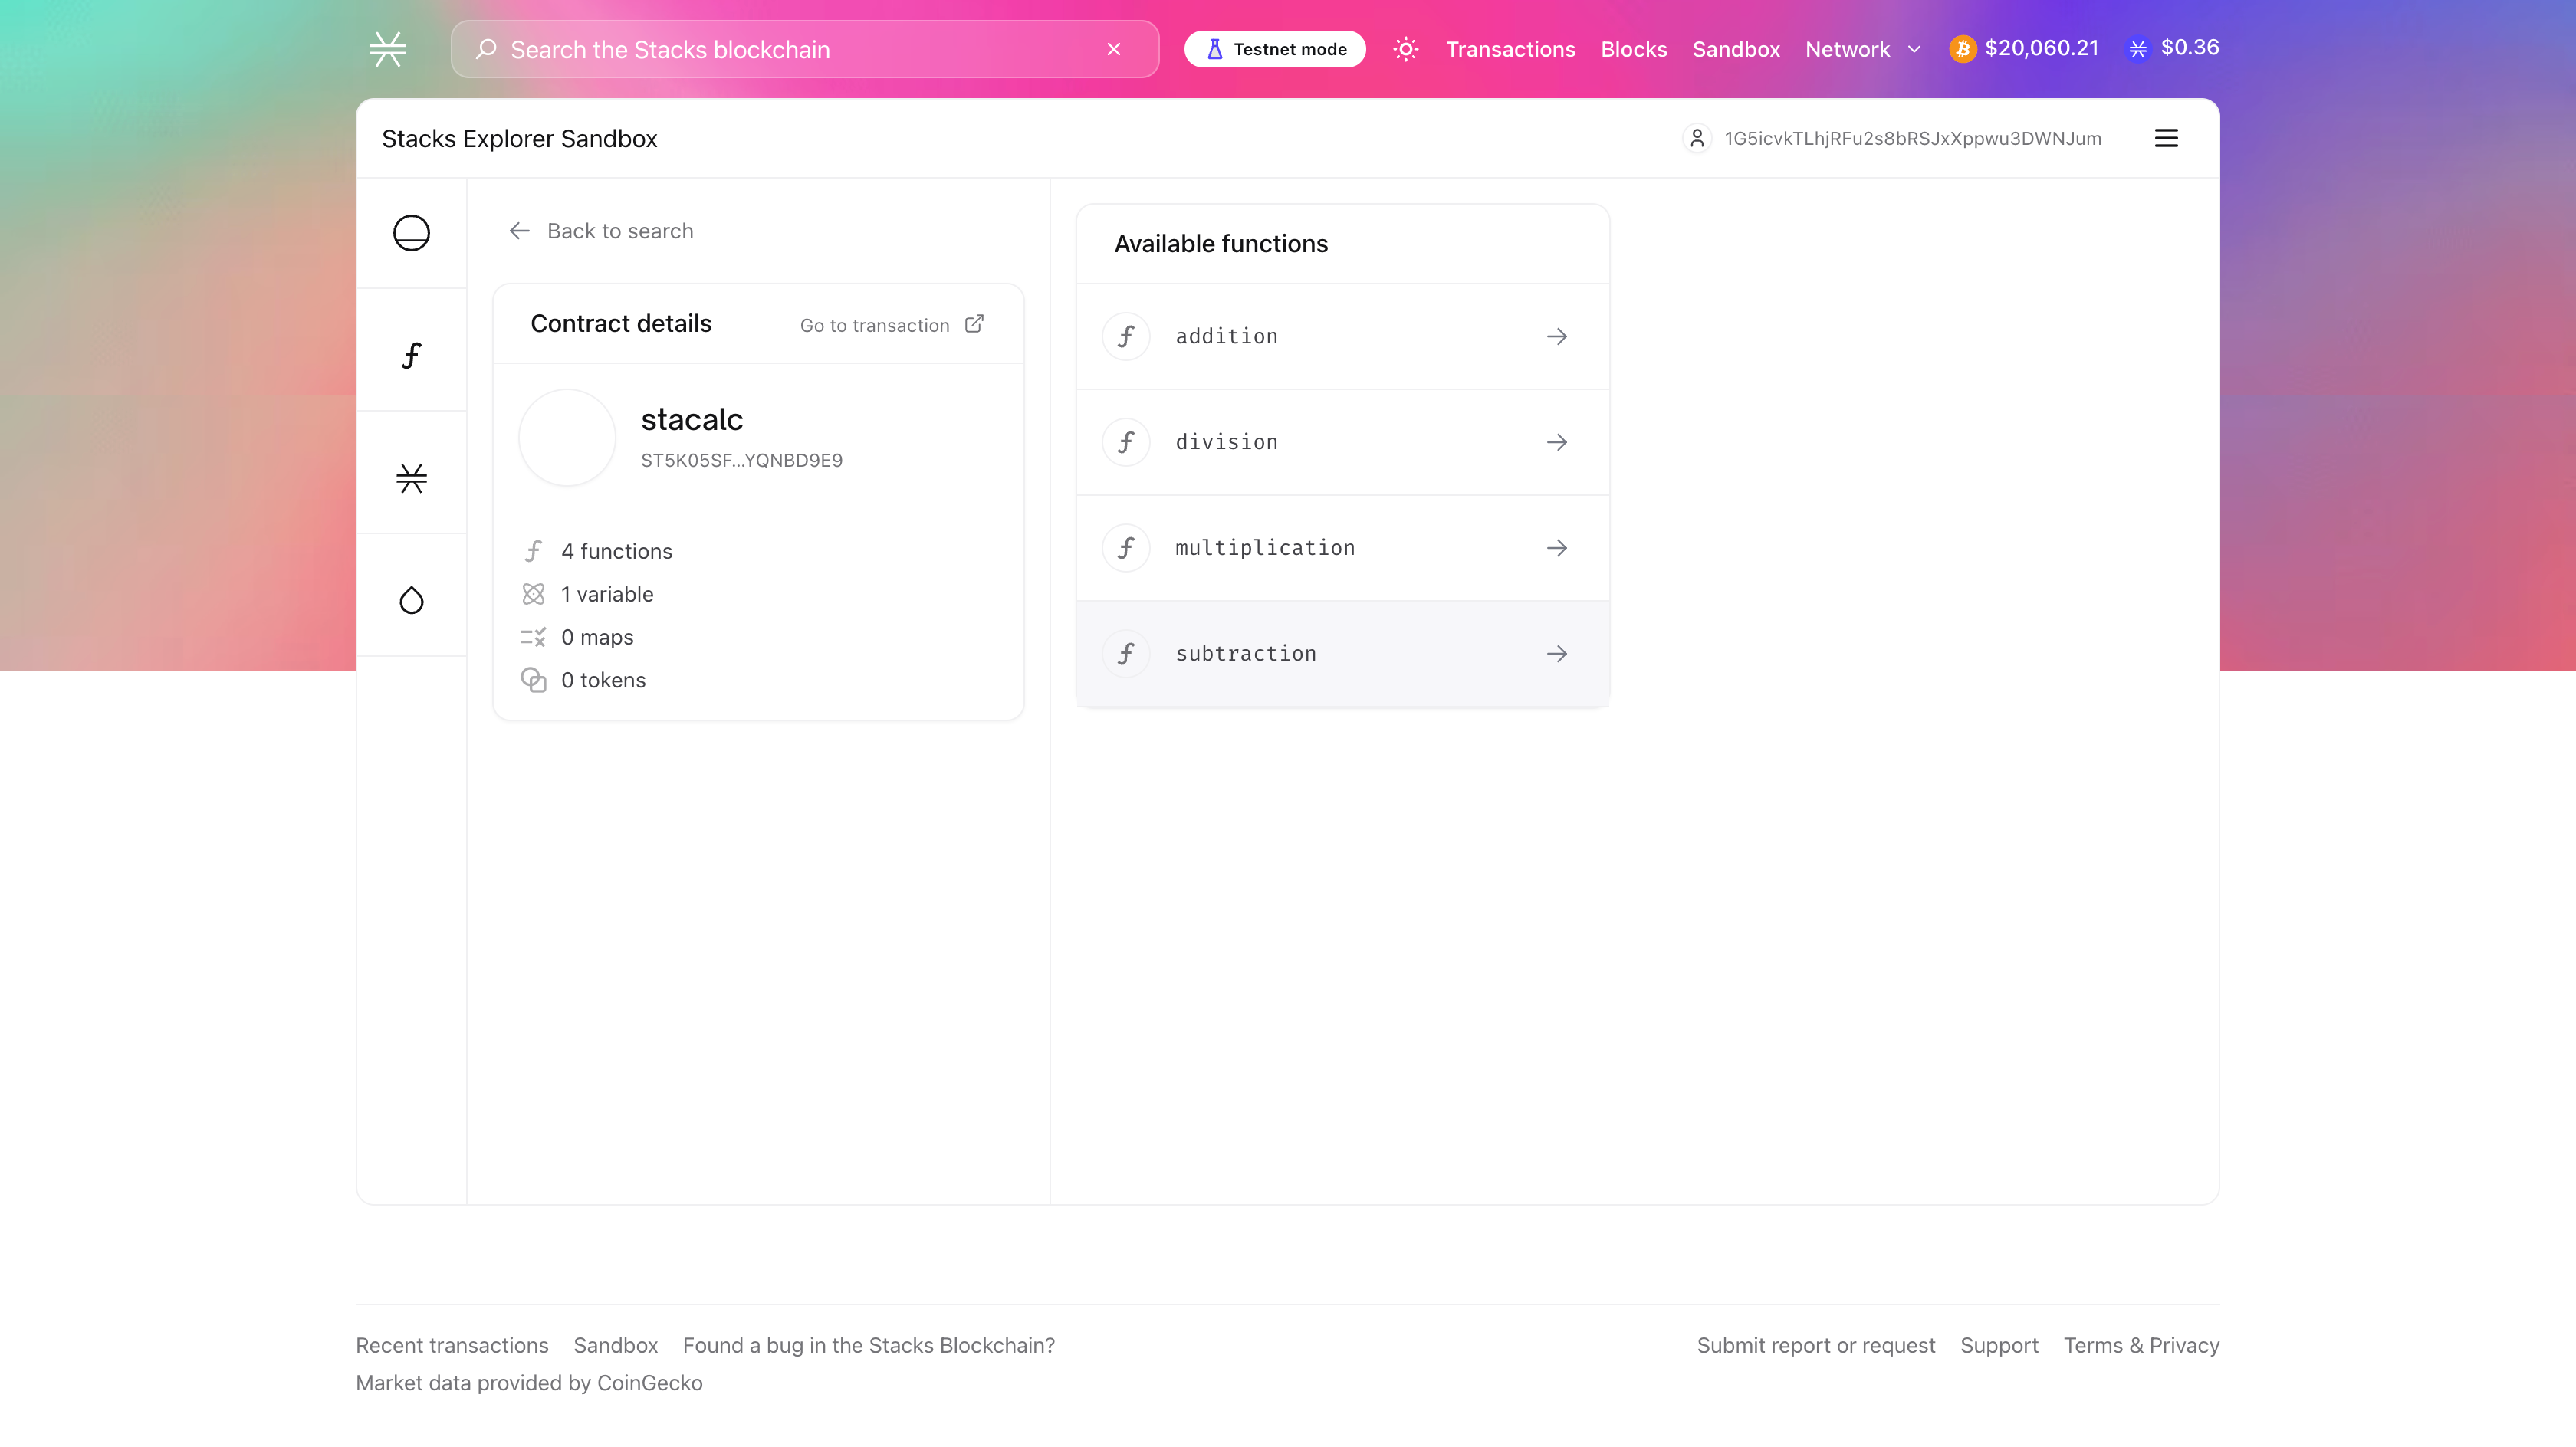 Search the Stacks blockchain
Testnet mode
Transactions
Blocks
Sandbox
Network
$20,060.21
$0.36
Stacks Explorer Sandbox
1G5icvkTLhjRFu2s8bRSJxXppwu3DWNJum
Back to search
Contract details
Go to transaction
stacalc
ST5K05SF...YQNBD9E9
4 functions
1 variable
0 maps
0 tokens
Available functions
addition
division
multiplication
subtraction
Recent transactions
Sandbox
Found a bug in the Stacks Blockchain?
Submit report or request
Support
Terms & Privacy
Market data provided by CoinGecko